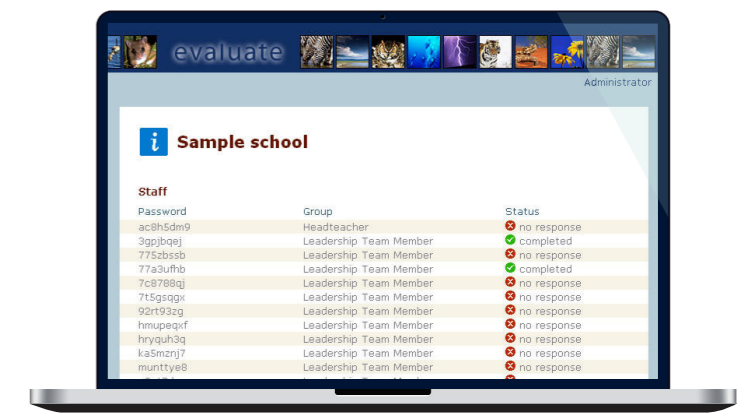 evaluate
Administrator
i Sample school
Staff
Password Group Status
ac8h5dm9 Headteacher no response
3gpjbqej Leadership Team Member completed
775zbssb Leadership Team Member no response
77a3ufhb Leadership Team Member completed
7c8788qj Leadership Team Member no response
7t5gsqgx Leadership Team Member no response
92rt93zg Leadership Team Member no response
hmupeqxf Leadership Team Member no response
hryquh3q Leadership Team Member no response
ka5mznj7 Leadership Team Member no response
munttye8 Leadership Team Member no response